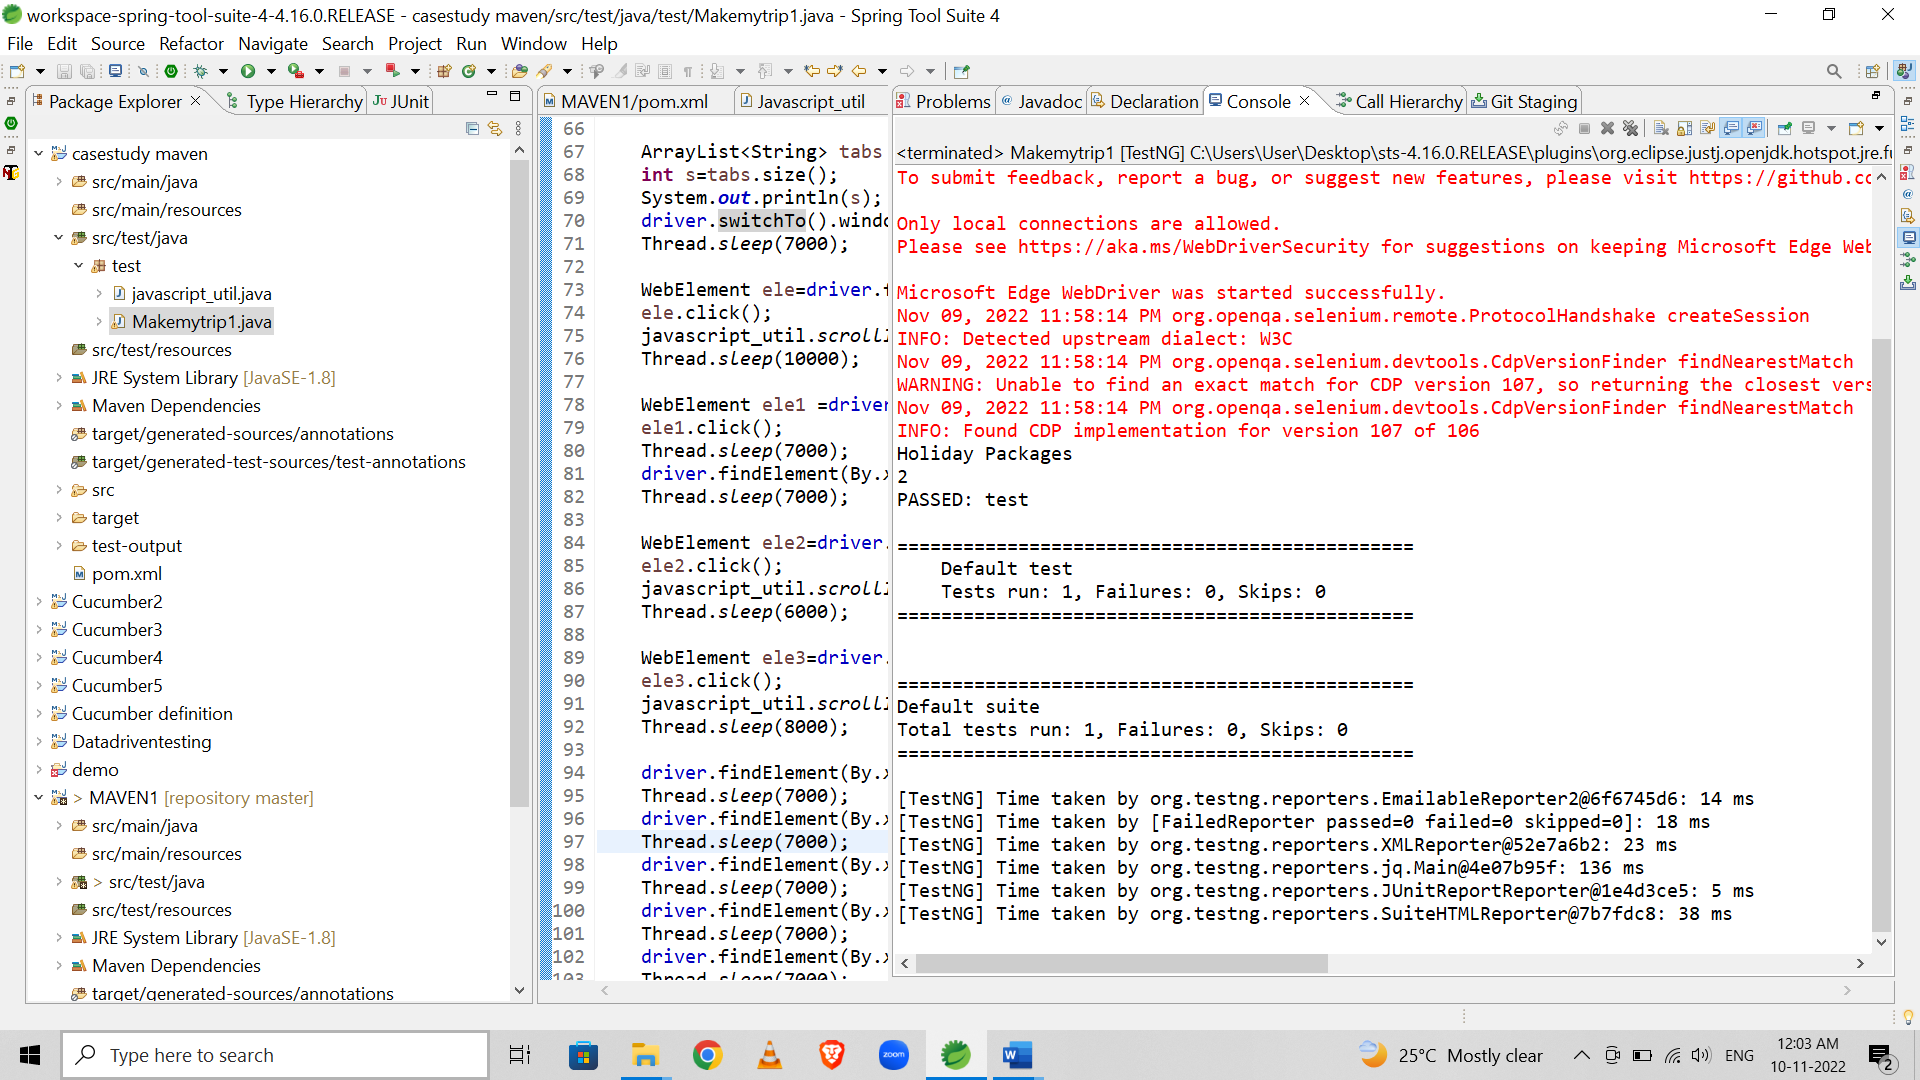 workspace-spring-tool-suite-4-4.16.0.RELEASE - casestudy maven/src/test/java/test/Makemytrip1.java - Spring Tool Suite 4
File Edit Source Refactor Navigate Search Project Run Window Help
Package Explorer Type Hierarchy JUnit
casestudy maven
src/main/java
src/main/resources
src/test/java
test
javascript_util.java
Makemytrip1.java
src/test/resources
JRE System Library [JavaSE-1.8]
Maven Dependencies
target/generated-sources/annotations
target/generated-test-sources/test-annotations
src
target
test-output
pom.xml
Cucumber2
Cucumber3
Cucumber4
Cucumber5
Cucumber definition
Datadriventesting
demo
> MAVEN1 [repository master]
src/main/java
src/main/resources
> src/test/java
src/test/resources
JRE System Library [JavaSE-1.8]
Maven Dependencies
target/generated-sources/annotations
MAVEN1/pom.xml Javascript_util
66
67 ArrayList<String> tabs
68 int s=tabs.size();
69 System.out.println(s);
70 driver.switchTo().windo
71 Thread.sleep(7000);
72
73 WebElement ele=driver.f
74 ele.click();
75 javascript_util.scrolli
76 Thread.sleep(10000);
77
78 WebElement ele1 =driver
79 ele1.click();
80 Thread.sleep(7000);
81 driver.findElement(By.x
82 Thread.sleep(7000);
83
84 WebElement ele2=driver.
85 ele2.click();
86 javascript_util.scrolli
87 Thread.sleep(6000);
88
89 WebElement ele3=driver.
90 ele3.click();
91 javascript_util.scrolli
92 Thread.sleep(8000);
93
94 driver.findElement(By.x
95 Thread.sleep(7000);
96 driver.findElement(By.x
97 Thread.sleep(7000);
98 driver.findElement(By.x
99 Thread.sleep(7000);
100 driver.findElement(By.x
101 Thread.sleep(7000);
102 driver.findElement(By.x
103 Thread.sleep(7000);
Problems Javadoc Declaration Console Call Hierarchy Git Staging
<terminated> Makemytrip1 [TestNG] C:\Users\User\Desktop\sts-4.16.0.RELEASE\plugins\org.eclipse.justj.openjdk.hotspot.jre.fu
To submit feedback, report a bug, or suggest new features, please visit https://github.co
Only local connections are allowed.
Please see https://aka.ms/WebDriverSecurity for suggestions on keeping Microsoft Edge Web
Microsoft Edge WebDriver was started successfully.
Nov 09, 2022 11:58:14 PM org.openqa.selenium.remote.ProtocolHandshake createSession
INFO: Detected upstream dialect: W3C
Nov 09, 2022 11:58:14 PM org.openqa.selenium.devtools.CdpVersionFinder findNearestMatch
WARNING: Unable to find an exact match for CDP version 107, so returning the closest vers
Nov 09, 2022 11:58:14 PM org.openqa.selenium.devtools.CdpVersionFinder findNearestMatch
INFO: Found CDP implementation for version 107 of 106
Holiday Packages
2
PASSED: test
===============================================
Default test
Tests run: 1, Failures: 0, Skips: 0
===============================================
===============================================
Default suite
Total tests run: 1, Failures: 0, Skips: 0
===============================================
[TestNG] Time taken by org.testng.reporters.EmailableReporter2@6f6745d6: 14 ms
[TestNG] Time taken by [FailedReporter passed=0 failed=0 skipped=0]: 18 ms
[TestNG] Time taken by org.testng.reporters.XMLReporter@52e7a6b2: 23 ms
[TestNG] Time taken by org.testng.reporters.jq.Main@4e07b95f: 136 ms
[TestNG] Time taken by org.testng.reporters.JUnitReportReporter@1e4d3ce5: 5 ms
[TestNG] Time taken by org.testng.reporters.SuiteHTMLReporter@7b7fdc8: 38 ms
Type here to search
zoom
25°C Mostly clear
ENG
12:03 AM
10-11-2022
2